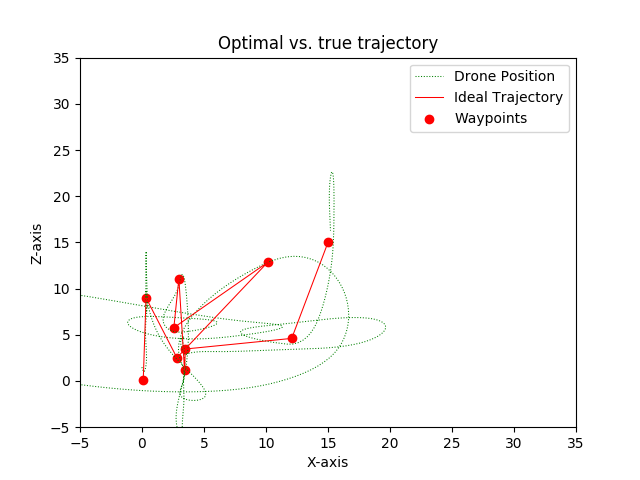 Optimal vs. true trajectory
Drone Position
Ideal Trajectory
Waypoints
35
30
25
20
15
10
5
0
−5
Z-axis
−5 0 5 10 15 20 25 30 35
X-axis